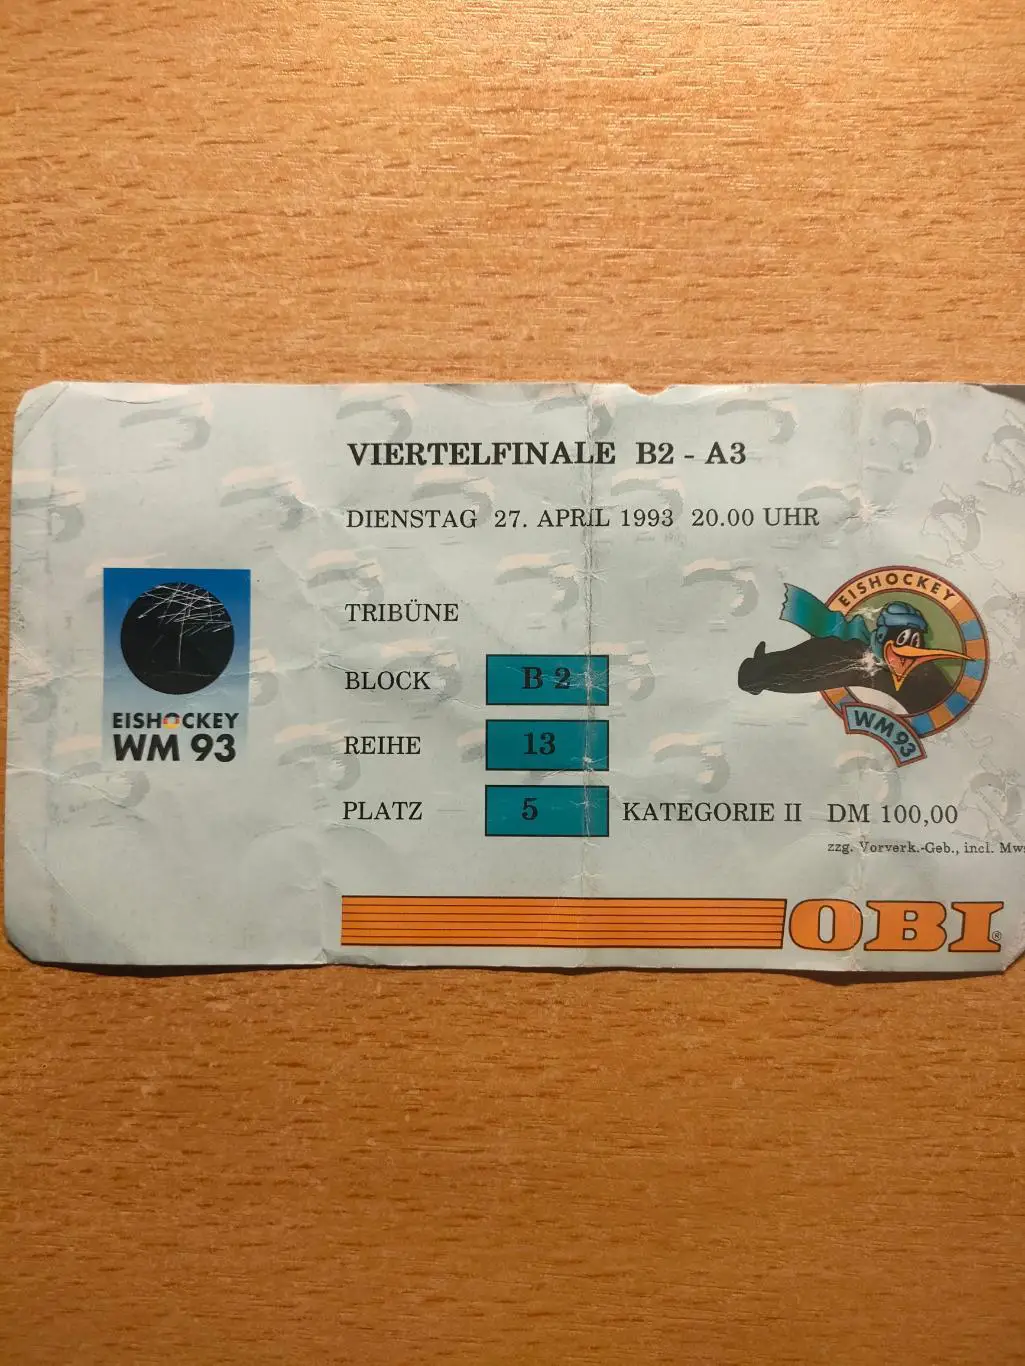 VIERTELFINALE B2 - A3
DIENSTAG 27. APRIL 1993 20.00 UHR
TRIBÜNE
BLOCK B 2
REIHE 13
PLATZ 5 KATEGORIE II DM 100,00
zzg. Vorverk.-Geb., incl.
EISHOCKEY
WM 93
EISHOCKEY
WM 93
OBI®